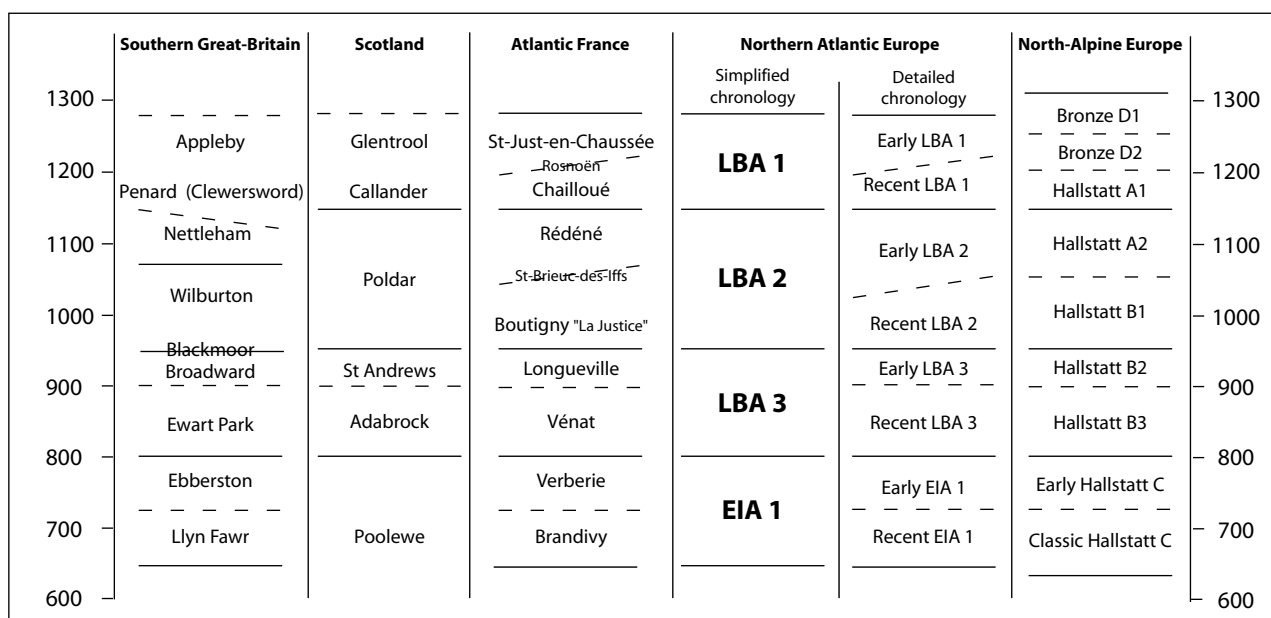 Southern Great-Britain Scotland Atlantic France Northern Atlantic Europe North-Alpine Europe
Simplified chronology Detailed chronology
1300 1300
Bronze D1
Appleby Glentrool St-Just-en-Chaussée Early LBA 1
Bronze D2
Rosnoën LBA 1
1200 1200
Penard (Clewersword) Callander Chailloué Recent LBA 1 Hallstatt A1
Nettleham Rédéné
1100 Early LBA 2 Hallstatt A2 1100
Poldar St-Brieuc-des-Iffs LBA 2
Wilburton
1000 Boutigny "La Justice" Recent LBA 2 Hallstatt B1 1000
Blackmoor
Broadward St Andrews Longueville Early LBA 3 Hallstatt B2
900 900
LBA 3
Ewart Park Adabrock Vénat Recent LBA 3 Hallstatt B3
800 800
Ebberston Verberie Early EIA 1 Early Hallstatt C
EIA 1
700 700
Llyn Fawr Poolewe Brandivy Recent EIA 1 Classic Hallstatt C
600 600